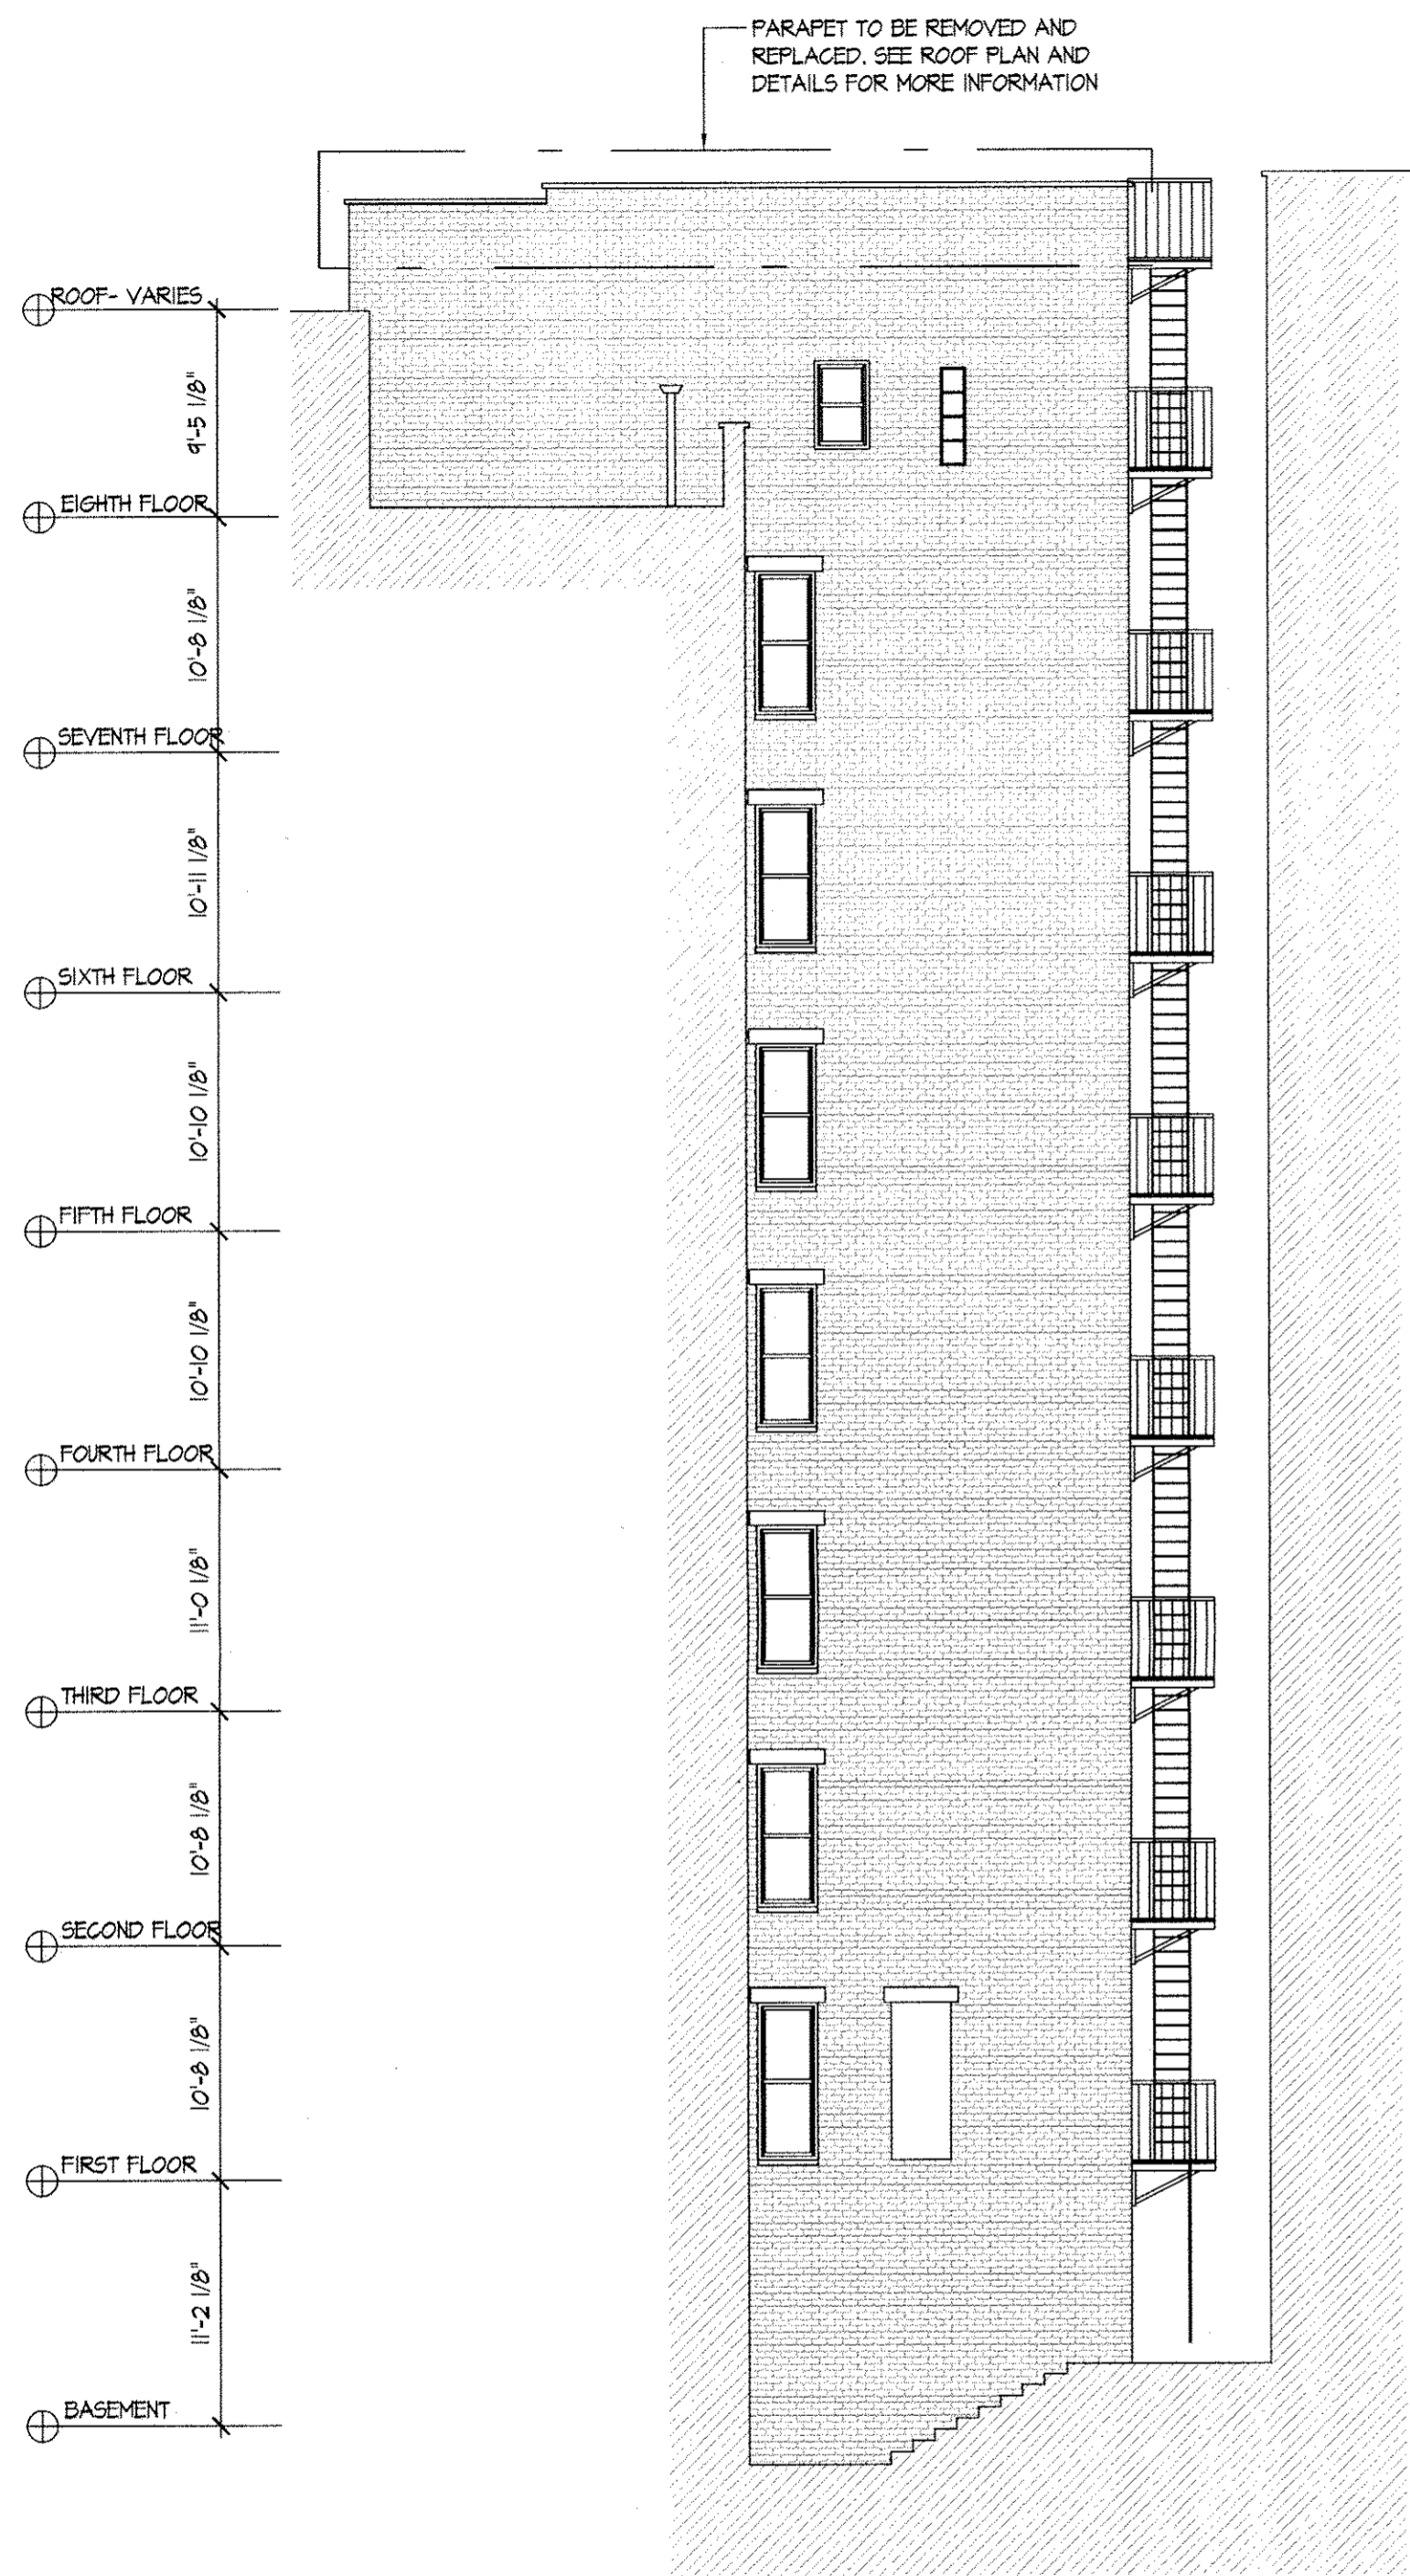 PARAPET TO BE REMOVED AND
REPLACED. SEE ROOF PLAN AND
DETAILS FOR MORE INFORMATION
ROOF- VARIES
9'-5 1/8"
EIGHTH FLOOR
10'-8 1/8"
SEVENTH FLOOR
10'-11 1/8"
SIXTH FLOOR
10'-10 1/8"
FIFTH FLOOR
10'-10 1/8"
FOURTH FLOOR
11'-0 1/8"
THIRD FLOOR
10'-8 1/8"
SECOND FLOOR
10'-8 1/8"
FIRST FLOOR
11'-2 1/8"
BASEMENT